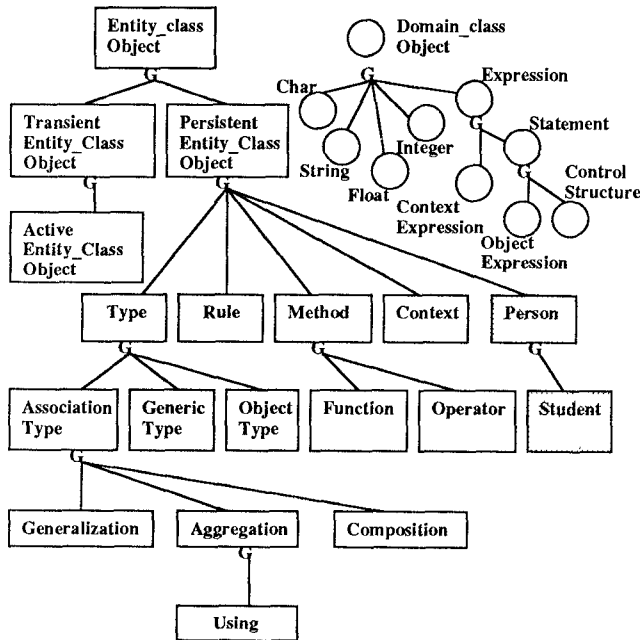 Entity_class
Object
Domain_class
Object
G
G
Char
Expression
Transient
Entity_Class
Object
Persistent
Entity_Class
Object
G
Statement
String
Integer
Float
G
Control
Structure
G
G
Context
Expression
Object
Expression
Active
Entity_Class
Object
Type
Rule
Method
Context
Person
G
G
G
Association
Type
Generic
Type
Object
Type
Function
Operator
Student
G
Generalization
Aggregation
Composition
G
Using